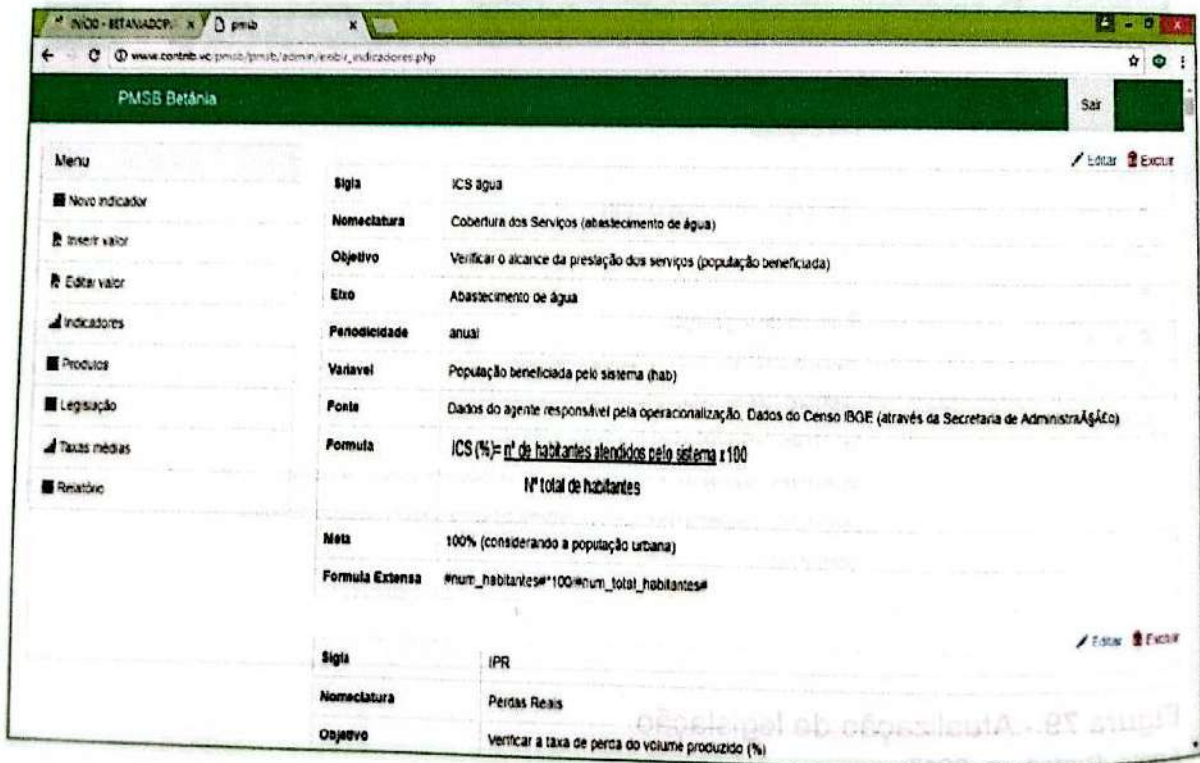 INÍCIO - BETANIADOP
pmsb
www.contrib.vc/pmsb/pmsb/admin/exibir_indicadores.php
PMSB Betânia
Sair
Menu
Novo indicador
Inserir valor
Editar valor
Indicadores
Produtos
Legislação
Taxas médias
Relatório
Editar Excluir
Sigla ICS água
Nomeclatura Cobertura dos Serviços (abastecimento de água)
Objetivo Verificar o alcance da prestação dos serviços (população beneficiada)
Eixo Abastecimento de água
Periodicidade anual
Variavel População beneficiada pelo sistema (hab)
Fonte Dados do agente responsável pela operacionalização. Dados do Censo IBGE (através da Secretaria de AdministraÃ§Ã£o)
Formula ICS (%)= nº de habitantes atendidos pelo sistema x 100
Nº total de habitantes
Meta 100% (considerando a população urbana)
Formula Extensa #num_habitantes#*100/#num_total_habitantes#
Editar Excluir
Sigla IPR
Nomeclatura Perdas Reais
Objetivo Verificar a taxa de perda do volume produzido (%)
Figura 79 - Atualização de legislação